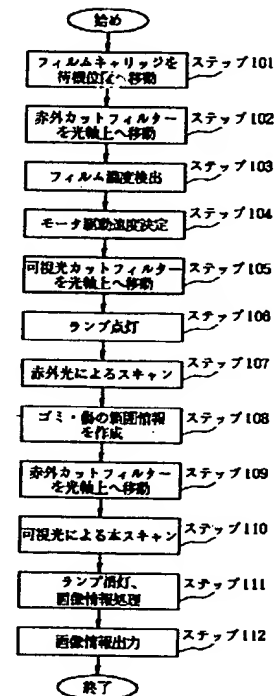 始め
フィルムキャリッジを
待機位置へ移動
ステップ101
赤外カットフィルター
を光軸上へ移動
ステップ102
フィルム濃度検出
ステップ103
モータ駆動速度決定
ステップ104
可視光カットフィルター
を光軸上へ移動
ステップ105
ランプ点灯
ステップ106
赤外光によるスキャン
ステップ107
ゴミ・傷の範囲情報
を作成
ステップ108
赤外カットフィルター
を光軸上へ移動
ステップ109
可視光による本スキャン
ステップ110
ランプ消灯、
画像情報処理
ステップ111
画像情報出力
ステップ112
終了